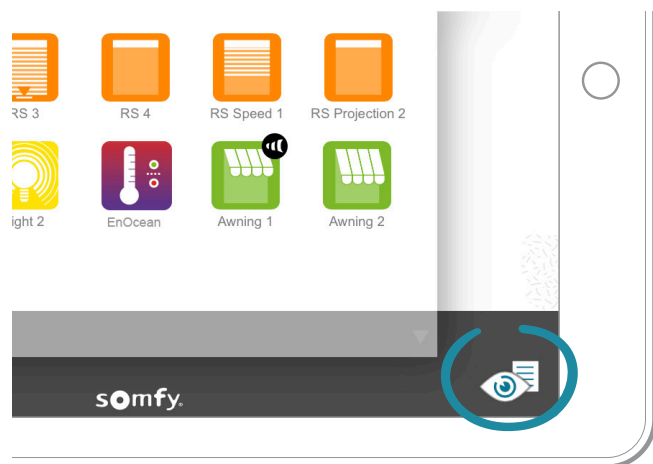 RS 3 RS 4 RS Speed 1 RS Projection 2
ight 2 EnOcean Awning 1 Awning 2
somfy.